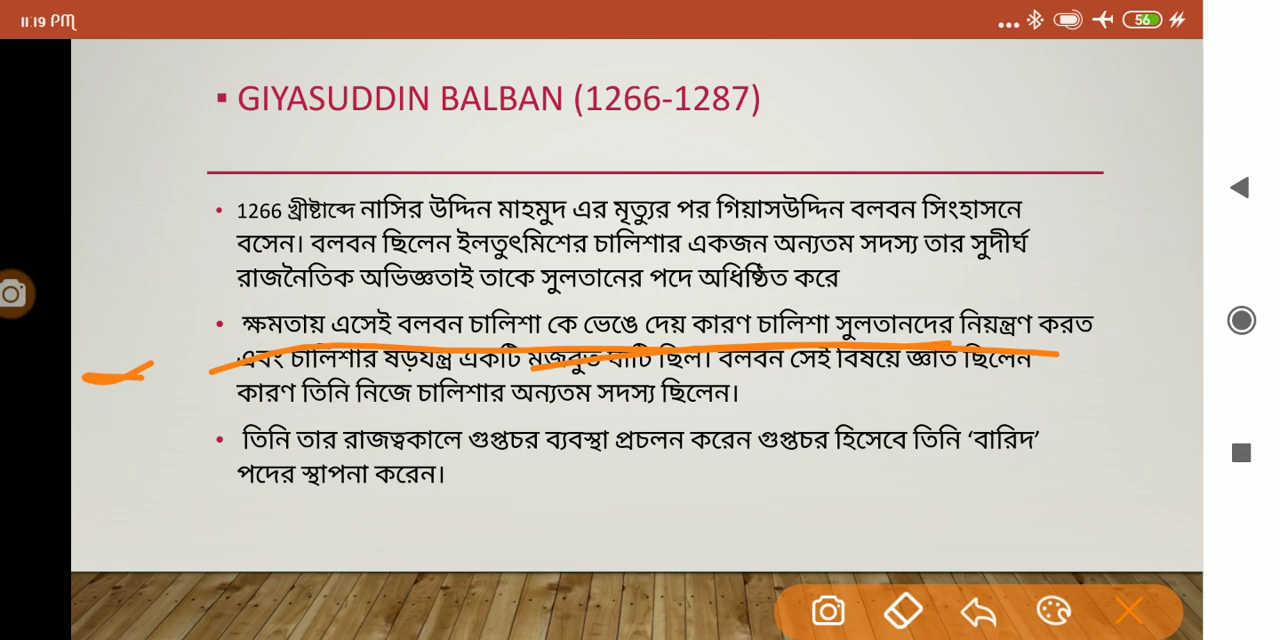 11:19 PM
56
GIYASUDDIN BALBAN (1266-1287)
1266 খ্রীষ্টাব্দে নাসির উদ্দিন মাহমুদ এর মৃত্যুর পর গিয়াসউদ্দিন বলবন সিংহাসনে
বসেন। বলবন ছিলেন ইলতুৎমিশের চালিশার একজন অন্যতম সদস্য তার সুদীর্ঘ
রাজনৈতিক অভিজ্ঞতাই তাকে সুলতানের পদে অধিষ্ঠিত করে
ক্ষমতায় এসেই বলবন চালিশা কে ভেঙে দেয় কারণ চালিশা সুলতানদের নিয়ন্ত্রণ করত
এবং চালিশার ষড়যন্ত্র একটি মজবুত ঘাটি ছিল। বলবন সেই বিষয়ে জ্ঞাত ছিলেন
কারণ তিনি নিজে চালিশার অন্যতম সদস্য ছিলেন।
তিনি তার রাজত্বকালে গুপ্তচর ব্যবস্থা প্রচলন করেন গুপ্তচর হিসেবে তিনি ‘বারিদ’
পদের স্থাপনা করেন।